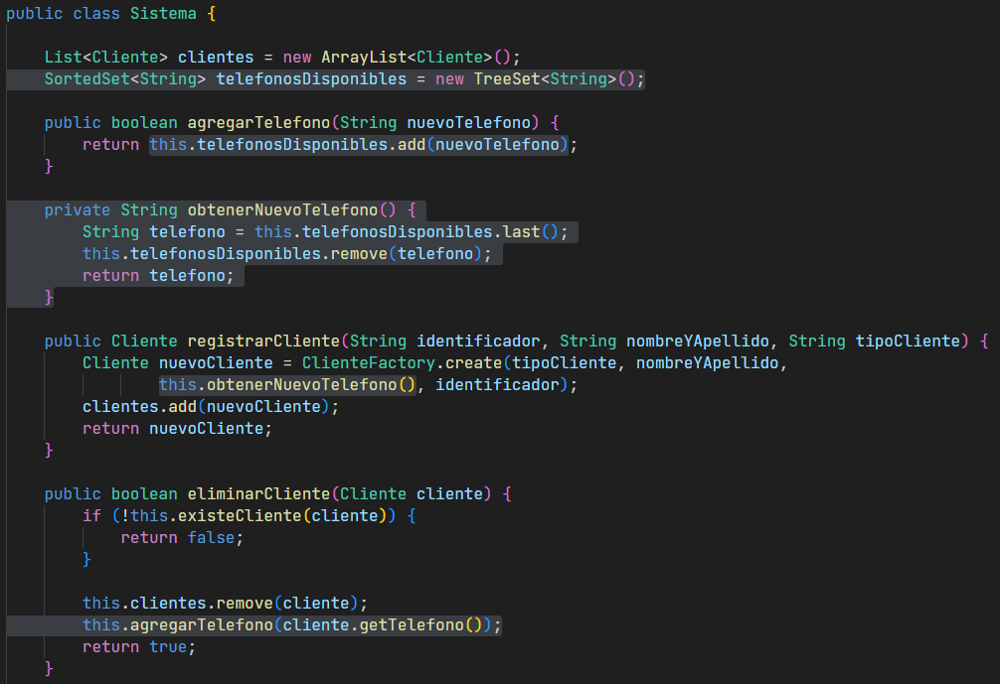 public class Sistema {
List<Cliente> clientes = new ArrayList<Cliente>();
SortedSet<String> telefonosDisponibles = new TreeSet<String>();
public boolean agregarTelefono(String nuevoTelefono) {
return this.telefonosDisponibles.add(nuevoTelefono);
}
private String obtenerNuevoTelefono() {
String telefono = this.telefonosDisponibles.last();
this.telefonosDisponibles.remove(telefono);
return telefono;
}
public Cliente registrarCliente(String identificador, String nombreYApellido, String tipoCliente) {
Cliente nuevoCliente = ClienteFactory.create(tipoCliente, nombreYApellido,
this.obtenerNuevoTelefono(), identificador);
clientes.add(nuevoCliente);
return nuevoCliente;
}
public boolean eliminarCliente(Cliente cliente) {
if (!this.existeCliente(cliente)) {
return false;
}
this.clientes.remove(cliente);
this.agregarTelefono(cliente.getTelefono());
return true;
}